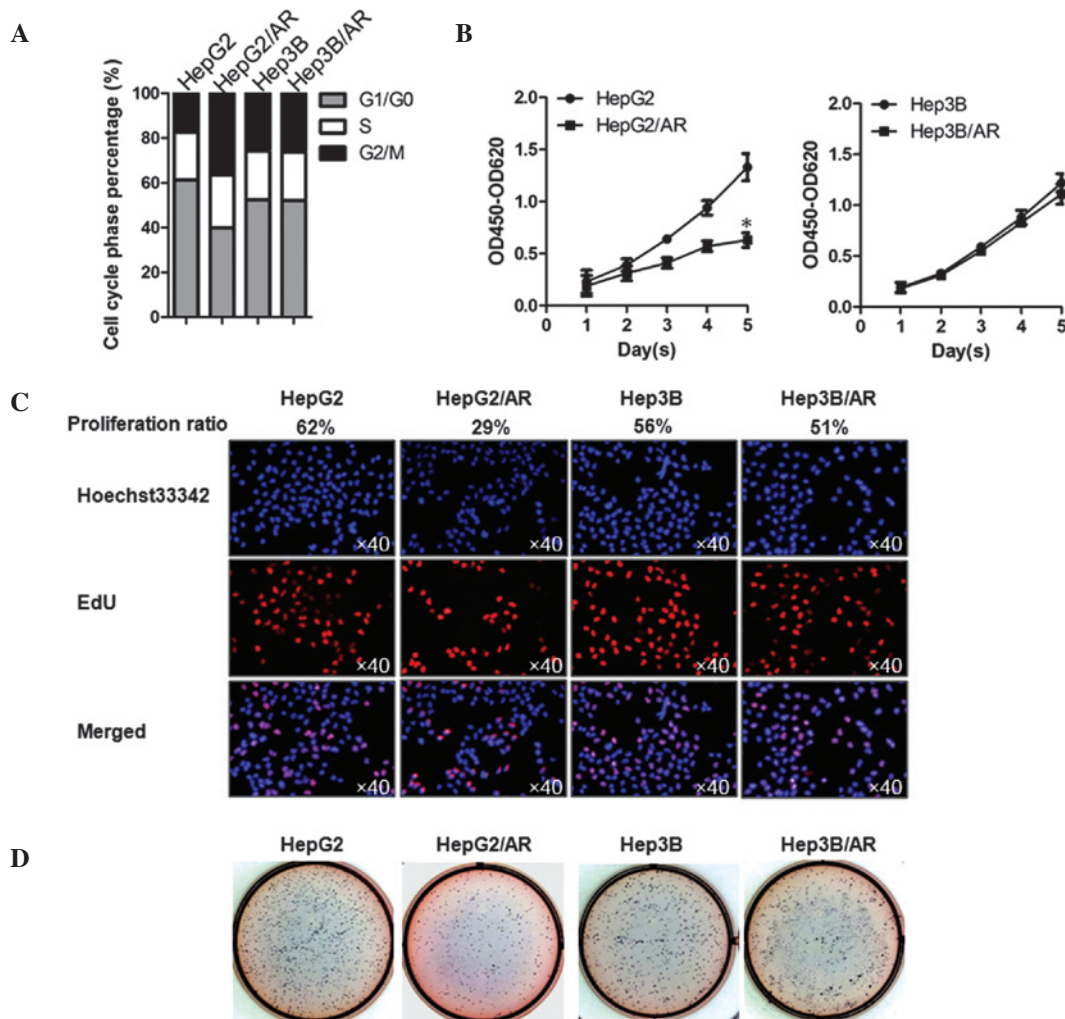 A
HepG2
HepG2/AR
Hep3B
Hep3B/AR
Cell cycle phase percentage (%)
100
80
60
40
20
0
G1/G0
S
G2/M
B
OD450-OD620
2.0
1.5
1.0
0.5
0.0
HepG2
HepG2/AR
*
0 1 2 3 4 5
Day(s)
OD450-OD620
2.0
1.5
1.0
0.5
0.0
Hep3B
Hep3B/AR
0 1 2 3 4 5
Day(s)
C
HepG2 HepG2/AR Hep3B Hep3B/AR
Proliferation ratio 62% 29% 56% 51%
Hoechst33342
×40 ×40 ×40 ×40
EdU
×40 ×40 ×40 ×40
Merged
×40 ×40 ×40 ×40
D
HepG2 HepG2/AR Hep3B Hep3B/AR